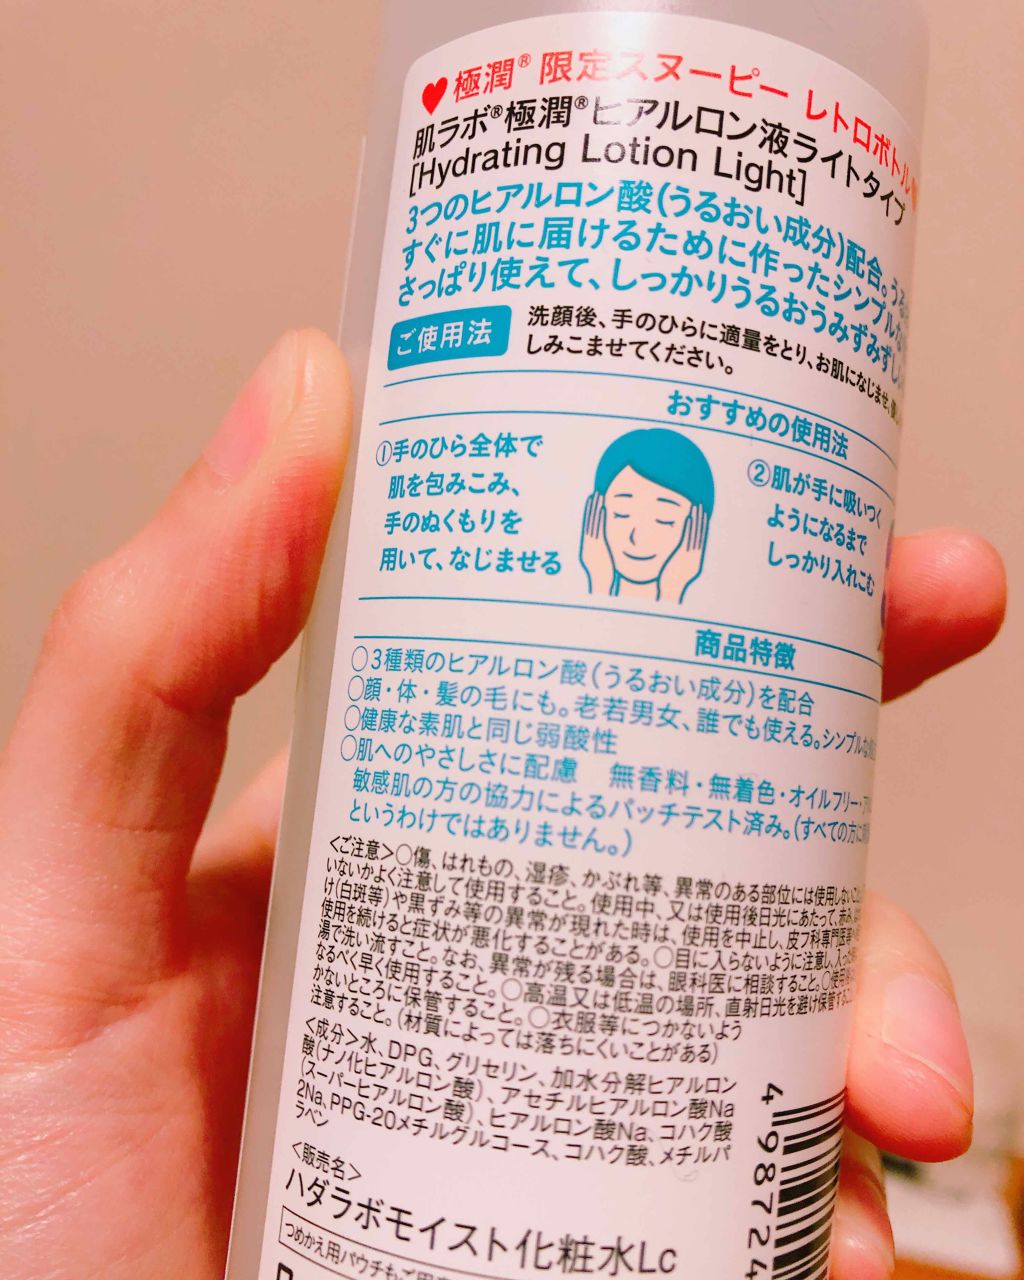 ♥極潤® 限定スヌーピー レトロボトル
肌ラボ®極潤®ヒアルロン液ライトタイプ
[Hydrating Lotion Light]
3つのヒアルロン酸(うるおい成分)配合。
すぐに肌に届けるために作ったシンプルな
さっぱり使えて、しっかりうるおうみずみずし
ご使用法
洗顔後、手のひらに適量をとり、お肌になじませ、
しみこませてください。
おすすめの使用法
①手のひら全体で
肌を包みこみ、
手のぬくもりを
用いて、なじませる
②肌が手に吸いつく
ようになるまで
しっかり入れこむ
商品特徴
○3種類のヒアルロン酸(うるおい成分)を配合
○顔・体・髪の毛にも。老若男女、誰でも使える。シンプルな
○健康な素肌と同じ弱酸性
○肌へのやさしさに配慮 無香料・無着色・オイルフリー・
敏感肌の方の協力によるパッチテスト済み。(すべての方に
というわけではありません。)
<ご注意>○傷、はれもの、湿疹、かぶれ等、異常のある部位には使用しないこと
いないかよく注意して使用すること。使用中、又は使用後日光にあたって、赤み、
け(白斑等)や黒ずみ等の異常が現れた時は、使用を中止し、皮フ科専門医等
使用を続けると症状が悪化することがある。○目に入らないように注意し、入った
湯で洗い流すこと。なお、異常が残る場合は、眼科医に相談すること。○使用
なるべく早く使用すること。○高温又は低温の場所、直射日光を避け保管する
かないところに保管すること。○衣服等につかないよう
注意すること。(材質によっては落ちにくいことがある)
<成分>水、DPG、グリセリン、加水分解ヒアルロン
酸(ナノ化ヒアルロン酸)、アセチルヒアルロン酸Na
(スーパーヒアルロン酸)、ヒアルロン酸Na、コハク酸
2Na、PPG-20メチルグルコース、コハク酸、メチルパ
ラベン
<販売名>
ハダラボモイスト化粧水Lc
つめかえ用パウチもご用意
4 98724